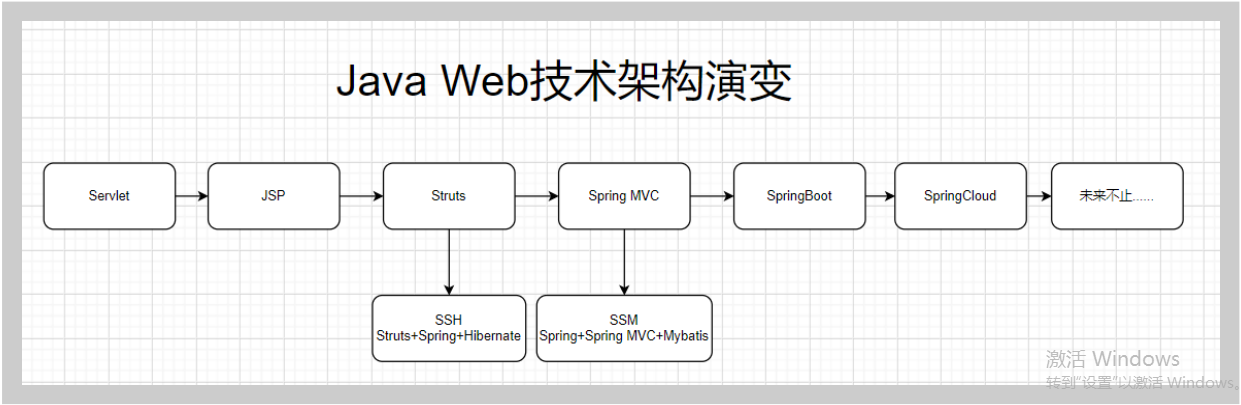 Java Web技术架构演变
Servlet
JSP
Struts
Spring MVC
SpringBoot
SpringCloud
未来不止......
SSH
Struts+Spring+Hibernate
SSM
Spring+Spring MVC+Mybatis
激活 Windows
转到"设置"以激活 Windows。